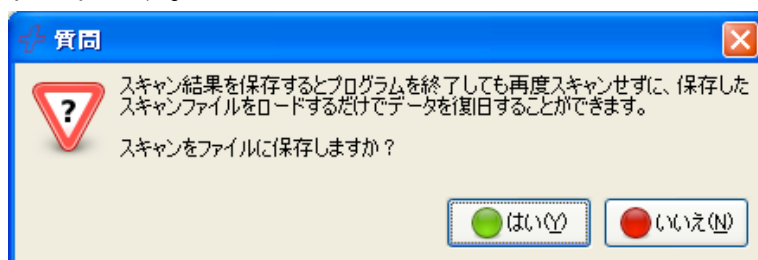 質問
スキャン結果を保存するとプログラムを終了しても再度スキャンせずに、保存した
スキャンファイルをロードするだけでデータを復旧することができます。
スキャンをファイルに保存しますか？
はい(Y)
いいえ(N)